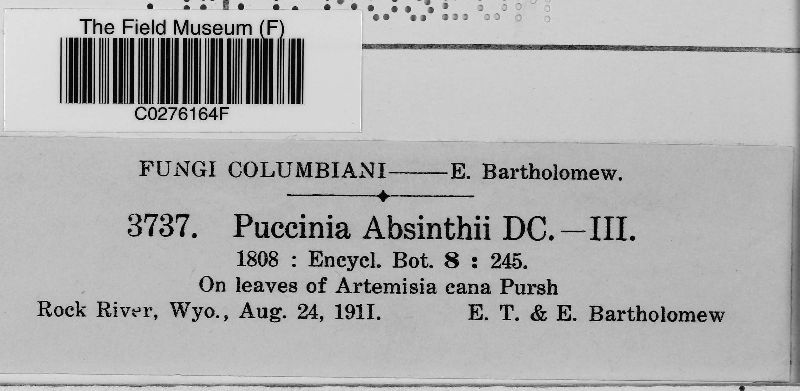 The Field Museum (F)
C0276164F
FUNGI COLUMBIANI——E. Bartholomew.
3737. Puccinia Absinthii DC.—III.
1808 : Encycl. Bot. 8 : 245.
On leaves of Artemisia cana Pursh
Rock River, Wyo., Aug. 24, 1911. E. T. & E. Bartholomew